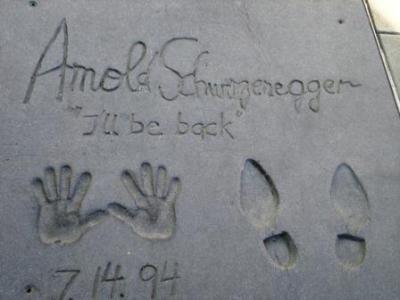 Arnold Schwarzenegger
"I'll be back"
7.14.94